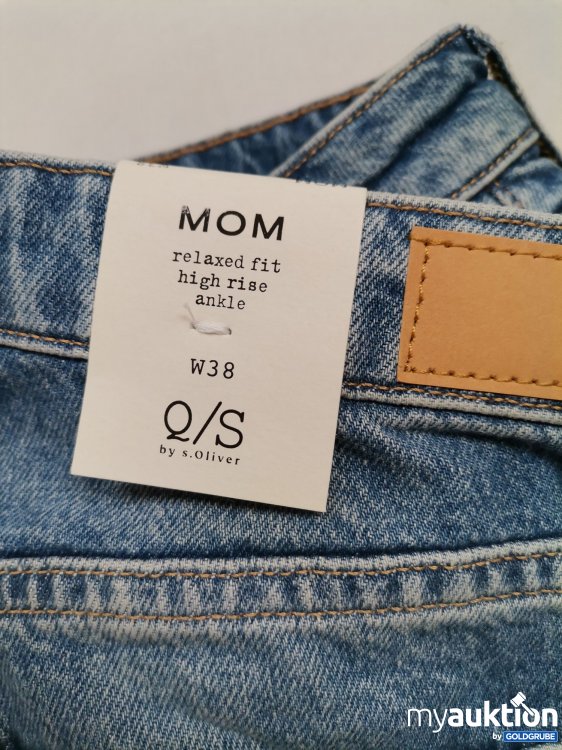 MOM
relaxed fit
high rise
ankle
W38
Q/S
by s.Oliver
myauktion
by GOLDGRUBE